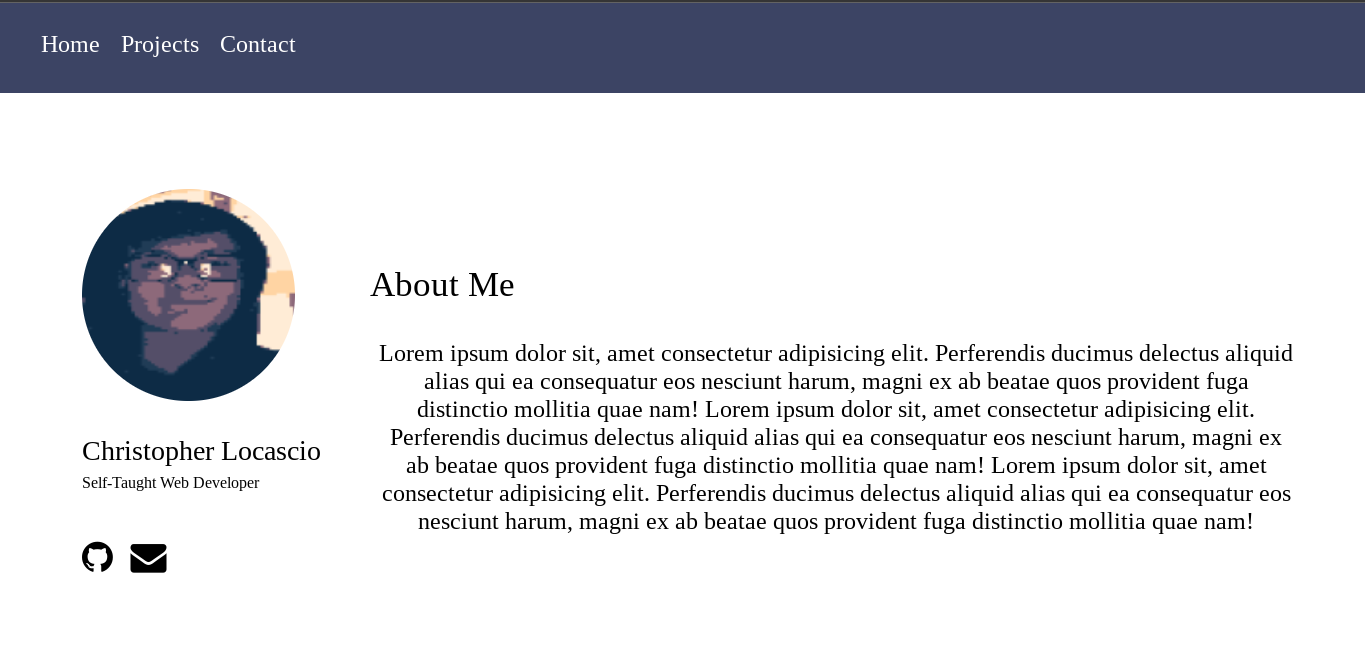 Home Projects Contact
About Me
Lorem ipsum dolor sit, amet consectetur adipisicing elit. Perferendis ducimus delectus aliquid
alias qui ea consequatur eos nesciunt harum, magni ex ab beatae quos provident fuga
distinctio mollitia quae nam! Lorem ipsum dolor sit, amet consectetur adipisicing elit.
Perferendis ducimus delectus aliquid alias qui ea consequatur eos nesciunt harum, magni ex
ab beatae quos provident fuga distinctio mollitia quae nam! Lorem ipsum dolor sit, amet
consectetur adipisicing elit. Perferendis ducimus delectus aliquid alias qui ea consequatur eos
nesciunt harum, magni ex ab beatae quos provident fuga distinctio mollitia quae nam!
Christopher Locascio
Self-Taught Web Developer